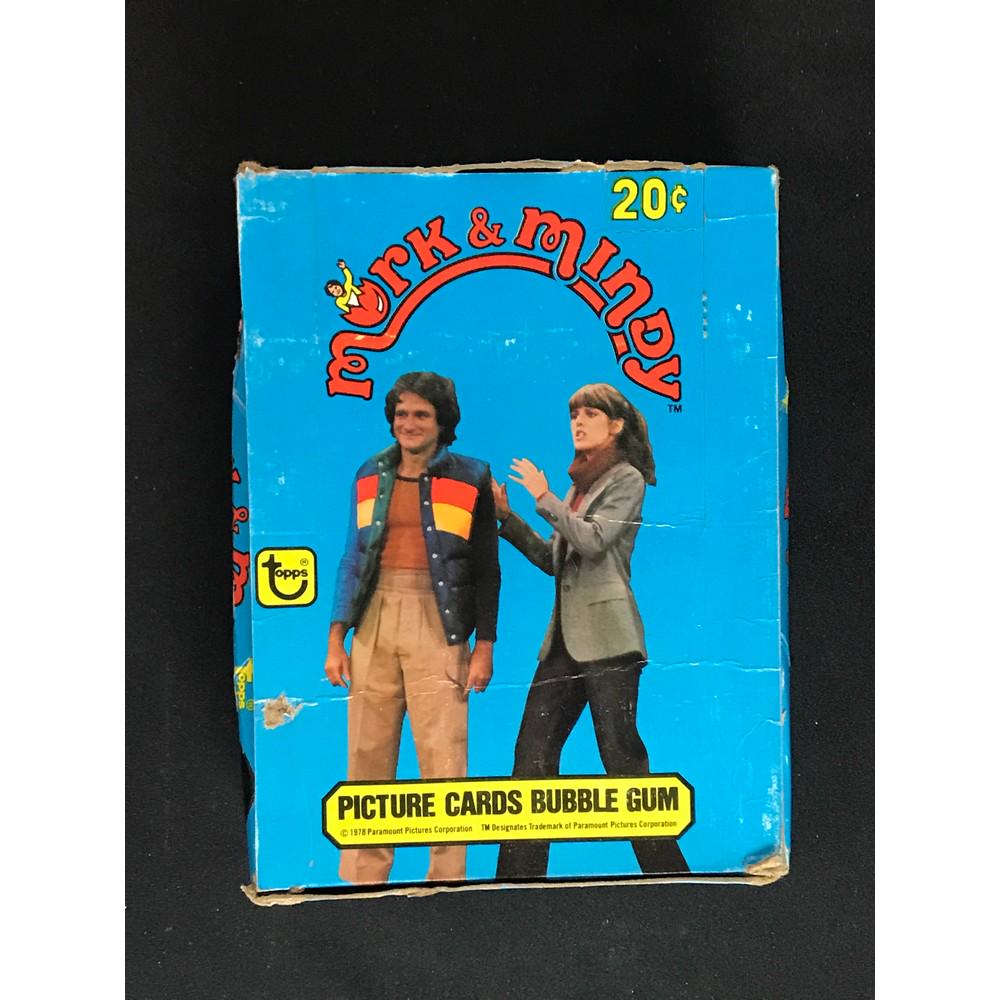 20¢
mork & mindy
TM
topps®
PICTURE CARDS BUBBLE GUM
© 1978 Paramount Pictures Corporation TM Designates Trademark of Paramount Pictures Corporation
topps®